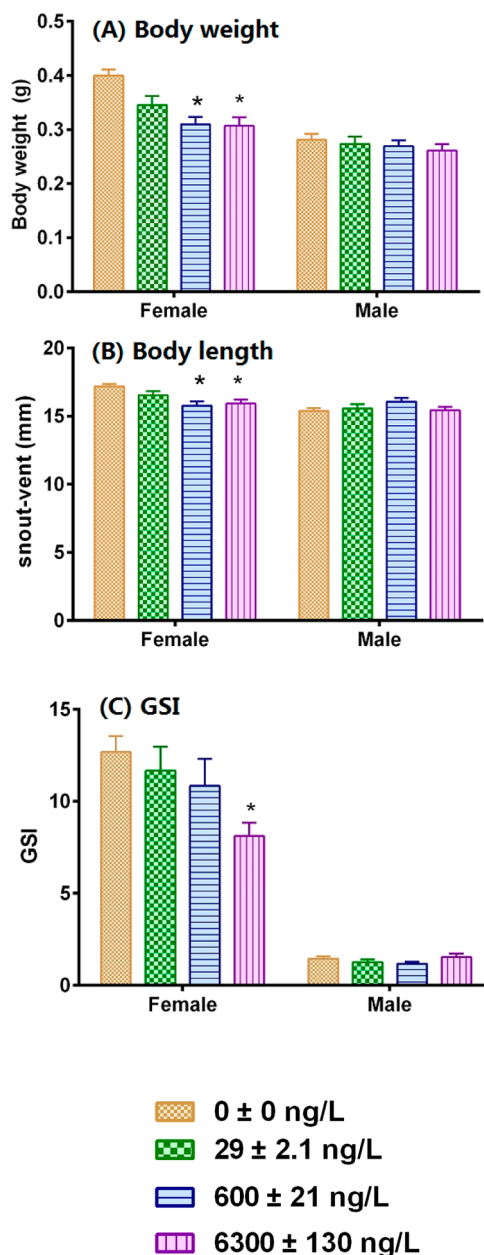 (A) Body weight
Body weight (g)
0.5
0.4
0.3
0.2
0.1
0.0
* *
Female Male
(B) Body length
snout-vent (mm)
20
15
10
5
0
* *
Female Male
(C) GSI
GSI
15
10
5
0
*
Female Male
0 ± 0 ng/L
29 ± 2.1 ng/L
600 ± 21 ng/L
6300 ± 130 ng/L